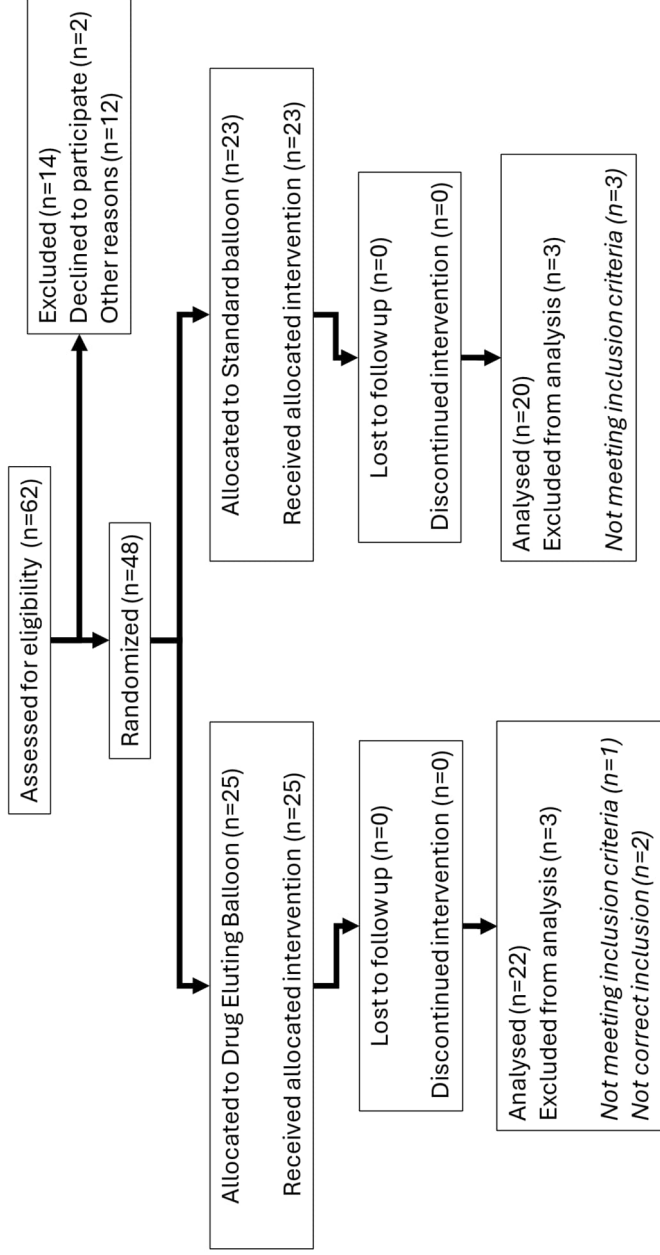 Assessed for eligibility (n=62)
Excluded (n=14)
Declined to participate (n=2)
Other reasons (n=12)
Randomized (n=48)
Allocated to Drug Eluting Balloon (n=25)
Received allocated intervention (n=25)
Allocated to Standard balloon (n=23)
Received allocated intervention (n=23)
Lost to follow up (n=0)
Discontinued intervention (n=0)
Lost to follow up (n=0)
Discontinued intervention (n=0)
Analysed (n=22)
Excluded from analysis (n=3)
Not meeting inclusion criteria (n=1)
Not correct inclusion (n=2)
Analysed (n=20)
Excluded from analysis (n=3)
Not meeting inclusion criteria (n=3)